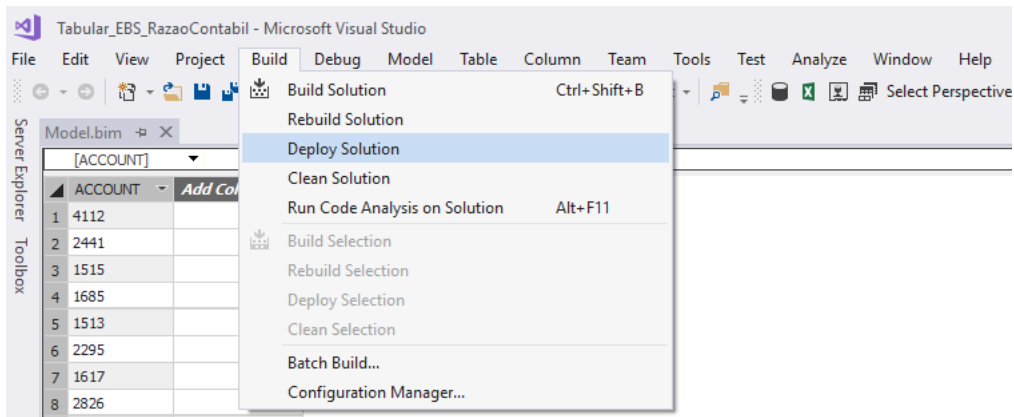 Tabular_EBS_RazaoContabil - Microsoft Visual Studio
File Edit View Project Build Debug Model Table Column Team Tools Test Analyze Window Help
Select Perspective
Server Explorer
Toolbox
Model.bim
[ACCOUNT]
ACCOUNT Add Col
1 4112
2 2441
3 1515
4 1685
5 1513
6 2295
7 1617
8 2826
Build Solution Ctrl+Shift+B
Rebuild Solution
Deploy Solution
Clean Solution
Run Code Analysis on Solution Alt+F11
Build Selection
Rebuild Selection
Deploy Selection
Clean Selection
Batch Build...
Configuration Manager...